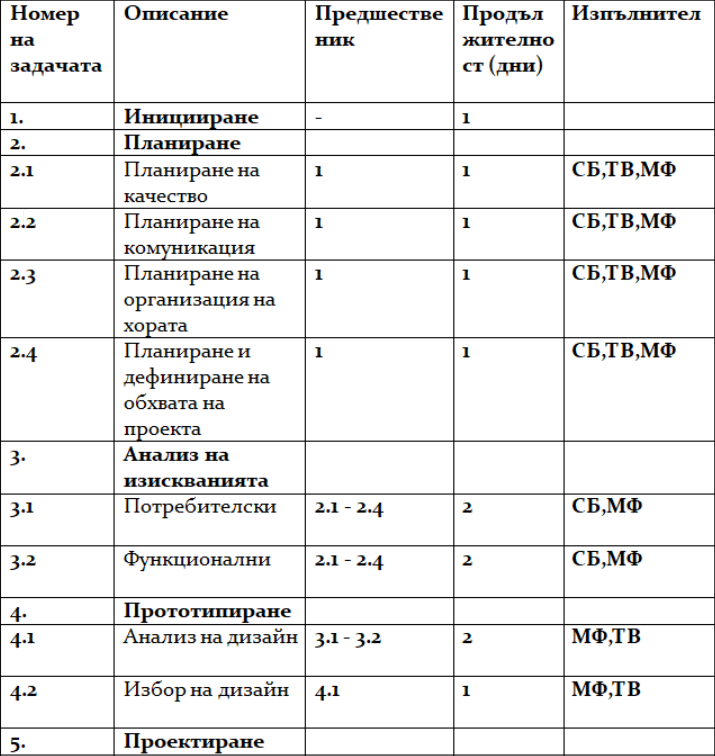 Номер на задачата | Описание | Предшестве ник | Продъл жително ст (дни) | Изпълнител
1. | Иницииране | - | 1 |
2. | Планиране | | |
2.1 | Планиране на качество | 1 | 1 | СБ,ТВ,МФ
2.2 | Планиране на комуникация | 1 | 1 | СБ,ТВ,МФ
2.3 | Планиране на организация на хората | 1 | 1 | СБ,ТВ,МФ
2.4 | Планиране и дефиниране на обхвата на проекта | 1 | 1 | СБ,ТВ,МФ
3. | Анализ на изискванията | | |
3.1 | Потребителски | 2.1 - 2.4 | 2 | СБ,МФ
3.2 | Функционални | 2.1 - 2.4 | 2 | СБ,МФ
4. | Прототипиране | | |
4.1 | Анализ на дизайн | 3.1 - 3.2 | 2 | МФ,ТВ
4.2 | Избор на дизайн | 4.1 | 1 | МФ,ТВ
5. | Проектиране | | |